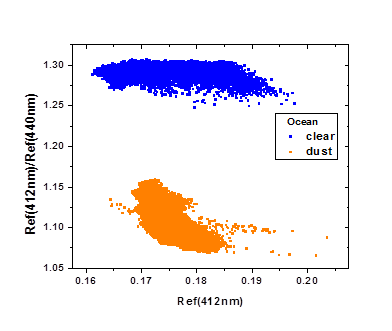 Ref(412nm)/Ref(440nm)
1.30
1.25
1.20
1.15
1.10
1.05
Ocean
clear
dust
0.16
0.17
0.18
0.19
0.20
Ref(412nm)